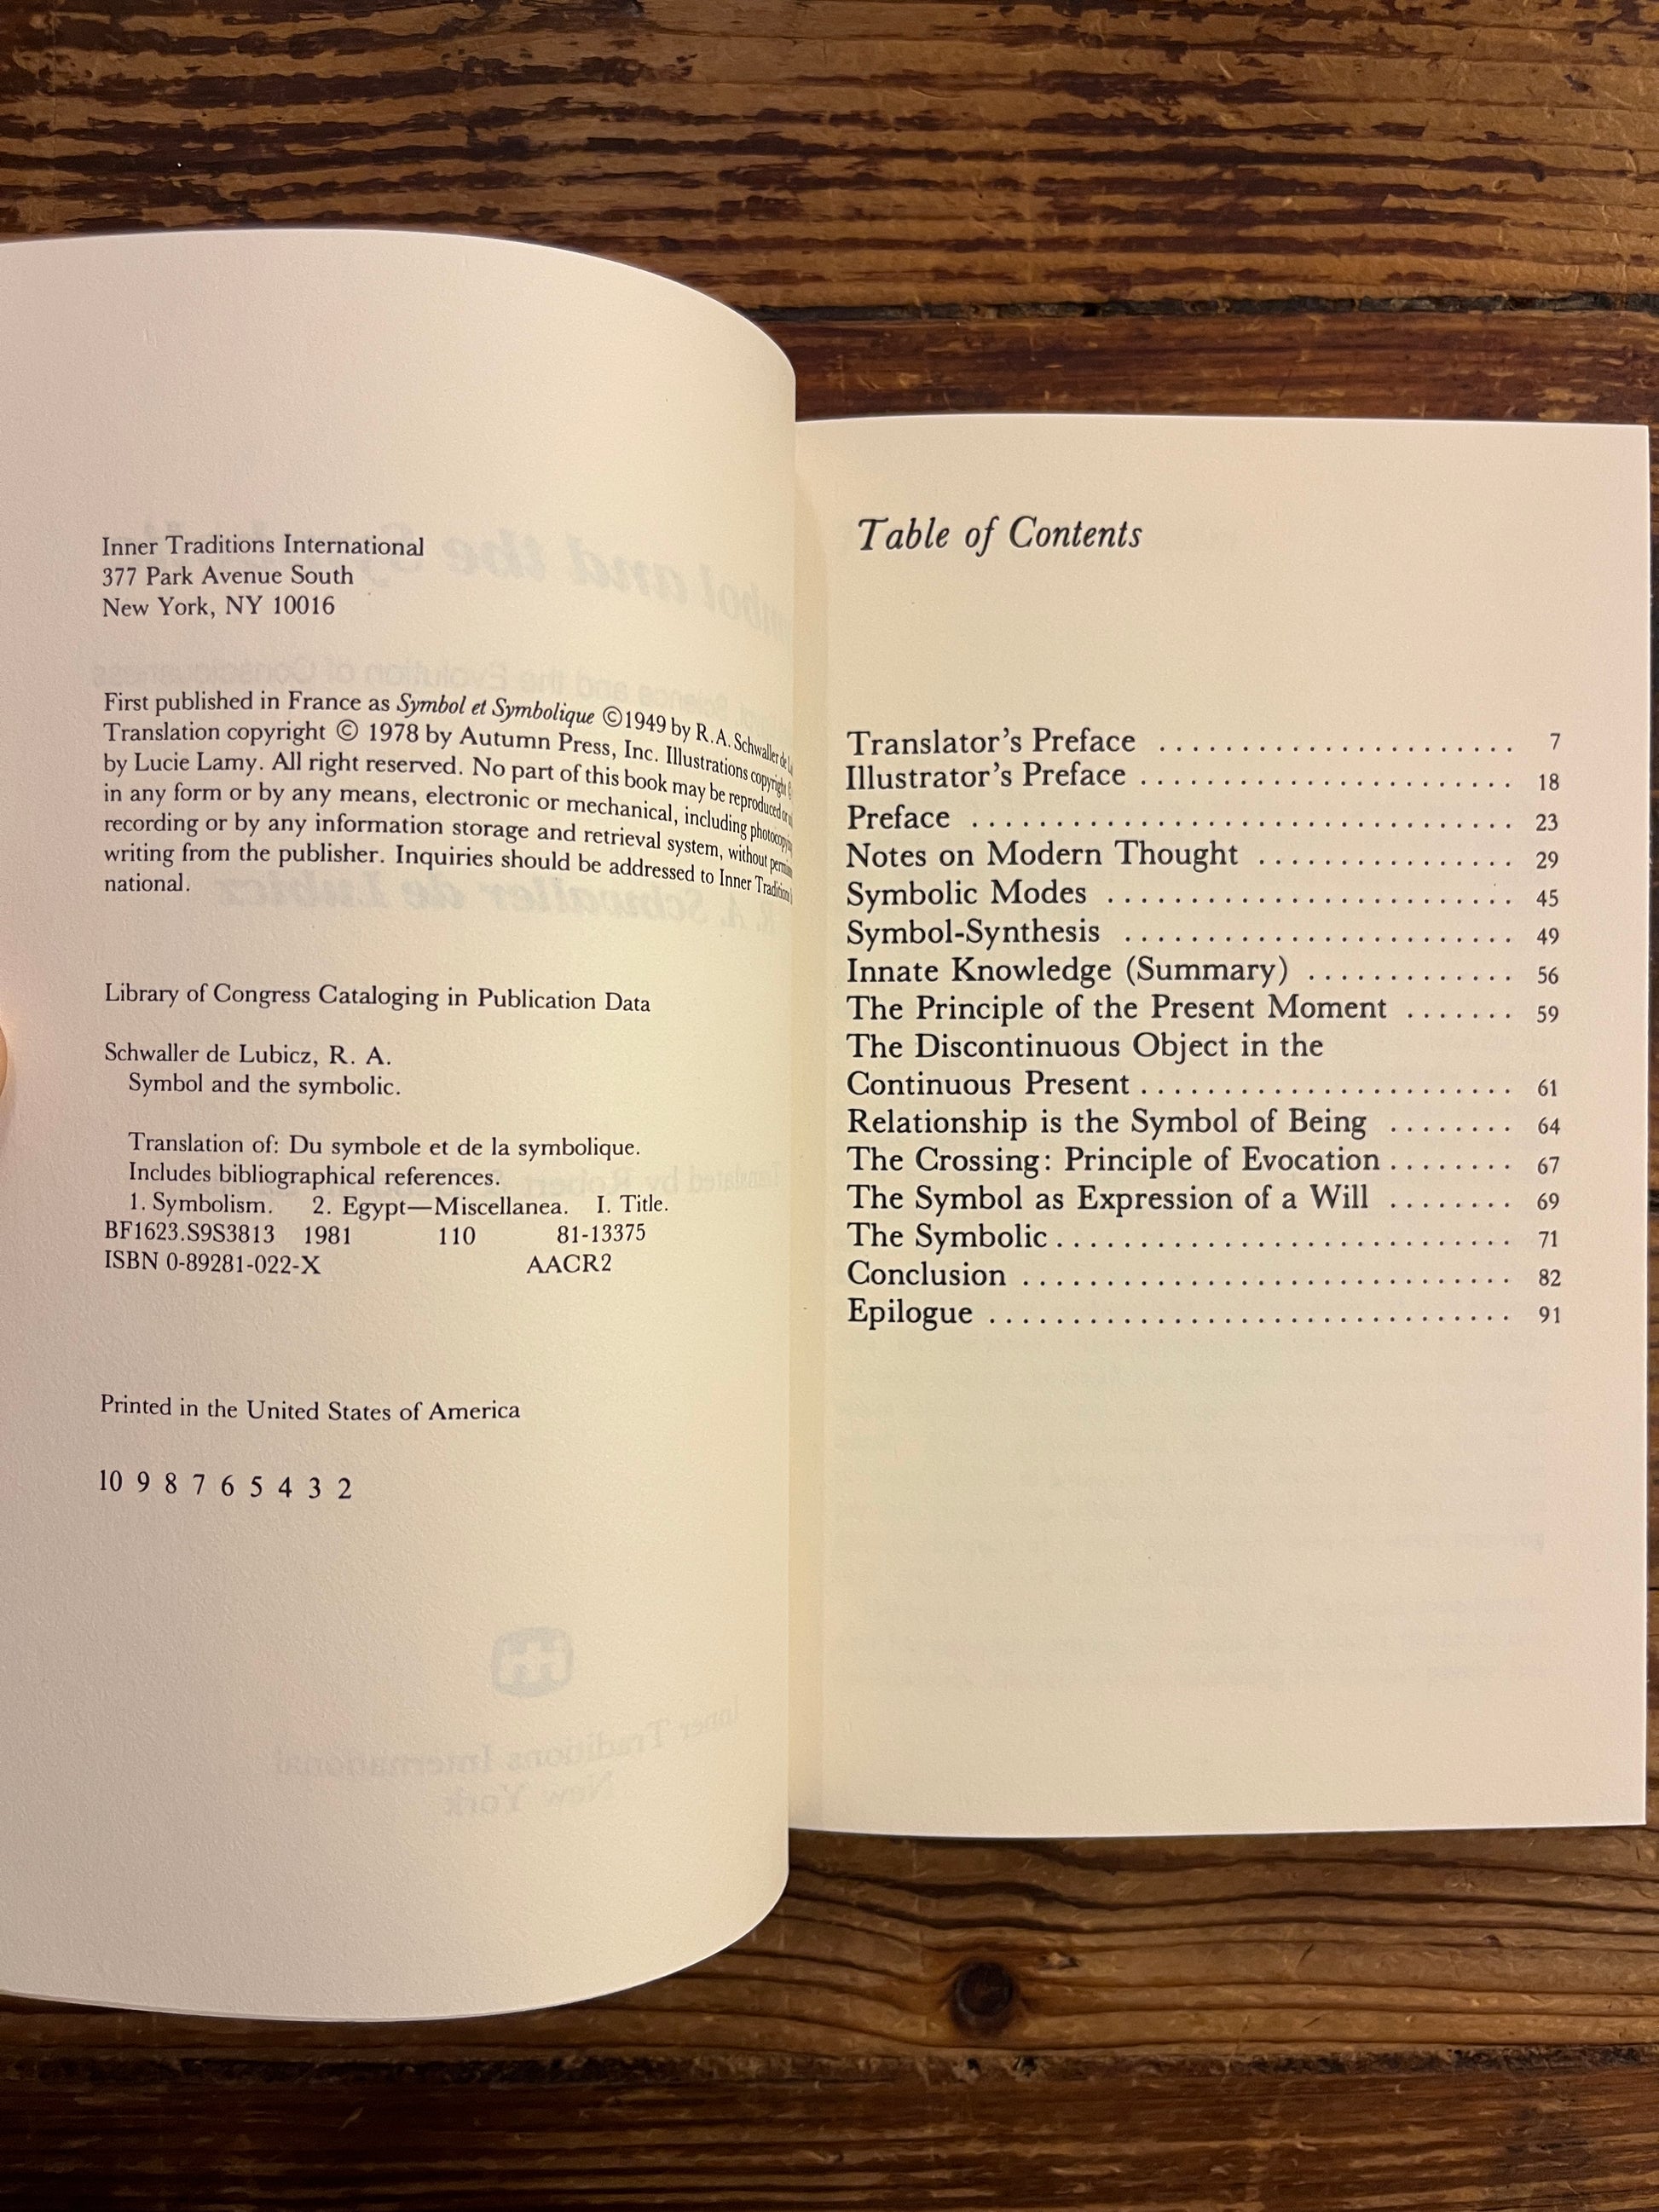 Inner Traditions International
377 Park Avenue South
New York, NY 10016
First published in France as Symbol et Symbolique ©1949 by R. A. Schwaller de
Translation copyright © 1978 by Autumn Press, Inc. Illustrations copyright
by Lucie Lamy. All right reserved. No part of this book may be reproduced or
in any form or by any means, electronic or mechanical, including
recording or by any information storage and retrieval system, without
writing from the publisher. Inquiries should be addressed to Inner
national.
Library of Congress Cataloging in Publication Data
Schwaller de Lubicz, R. A.
Symbol and the symbolic.
Translation of: Du symbole et de la symbolique.
Includes bibliographical references.
1. Symbolism. 2. Egypt—Miscellanea. I. Title.
BF1623.S9S3813 1981 110 81-13375
ISBN 0-89281-022-X AACR2
Printed in the United States of America
10 9 8 7 6 5 4 3 2
Table of Contents
Translator's Preface . . . . . . . . . . . . . . . . . . . . . . . . . . . 7
Illustrator's Preface . . . . . . . . . . . . . . . . . . . . . . . . . . . . 18
Preface . . . . . . . . . . . . . . . . . . . . . . . . . . . . . . . . . . 23
Notes on Modern Thought . . . . . . . . . . . . . . . . . . . 29
Symbolic Modes . . . . . . . . . . . . . . . . . . . . . . . . . 45
Symbol-Synthesis . . . . . . . . . . . . . . . . . . . . . . . . 49
Innate Knowledge (Summary) . . . . . . . . . . . . . 56
The Principle of the Present Moment . . . . . . . 59
The Discontinuous Object in the
Continuous Present . . . . . . . . . . . . . . . . . . . . . . . 61
Relationship is the Symbol of Being . . . . . . . . 64
The Crossing: Principle of Evocation . . . . . . . . 67
The Symbol as Expression of a Will . . . . . . . . 69
The Symbolic . . . . . . . . . . . . . . . . . . . . . . . . . . . . 71
Conclusion . . . . . . . . . . . . . . . . . . . . . . . . . . . . . . 82
Epilogue . . . . . . . . . . . . . . . . . . . . . . . . . . . . . . . . 91